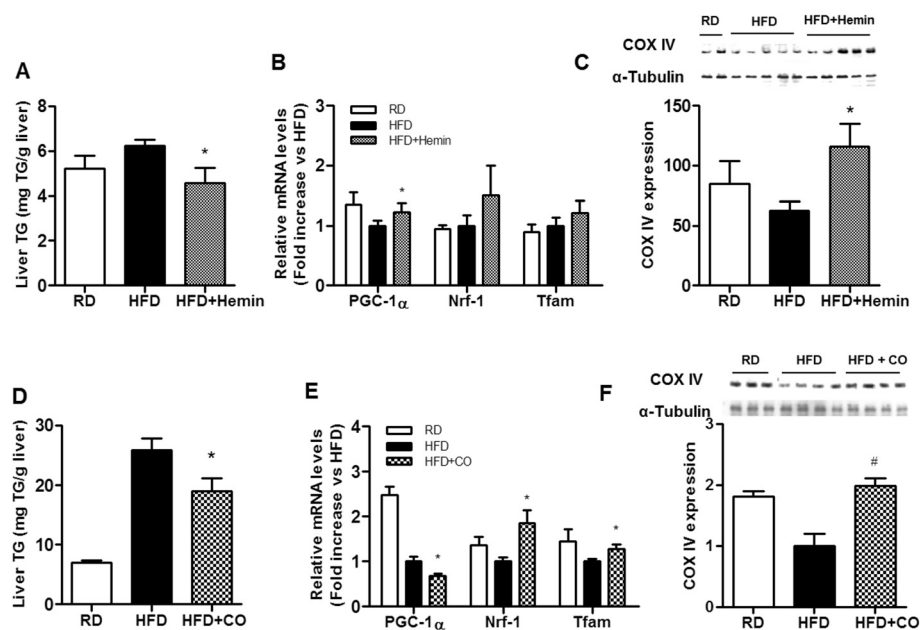 A
Liver TG (mg TG/g liver)
8
6
4
2
0
*
RD HFD HFD+Hemin
B
Relative mRNA levels
(Fold increase vs HFD)
3
2
1
0
RD
HFD
HFD+Hemin
*
PGC-1α Nrf-1 Tfam
C
RD HFD HFD+Hemin
COX IV
α-Tubulin
COX IV expression
150
100
50
0
*
RD HFD HFD+Hemin
D
Liver TG (mg TG/g liver)
30
20
10
0
*
RD HFD HFD+CO
E
Relative mRNA levels
(Fold increase vs HFD)
4
3
2
1
0
RD
HFD
HFD+CO
* * *
PGC-1α Nrf-1 Tfam
F
RD HFD HFD + CO
COX IV
α-Tubulin
COX IV expression
3
2
1
0
#
RD HFD HFD+CO